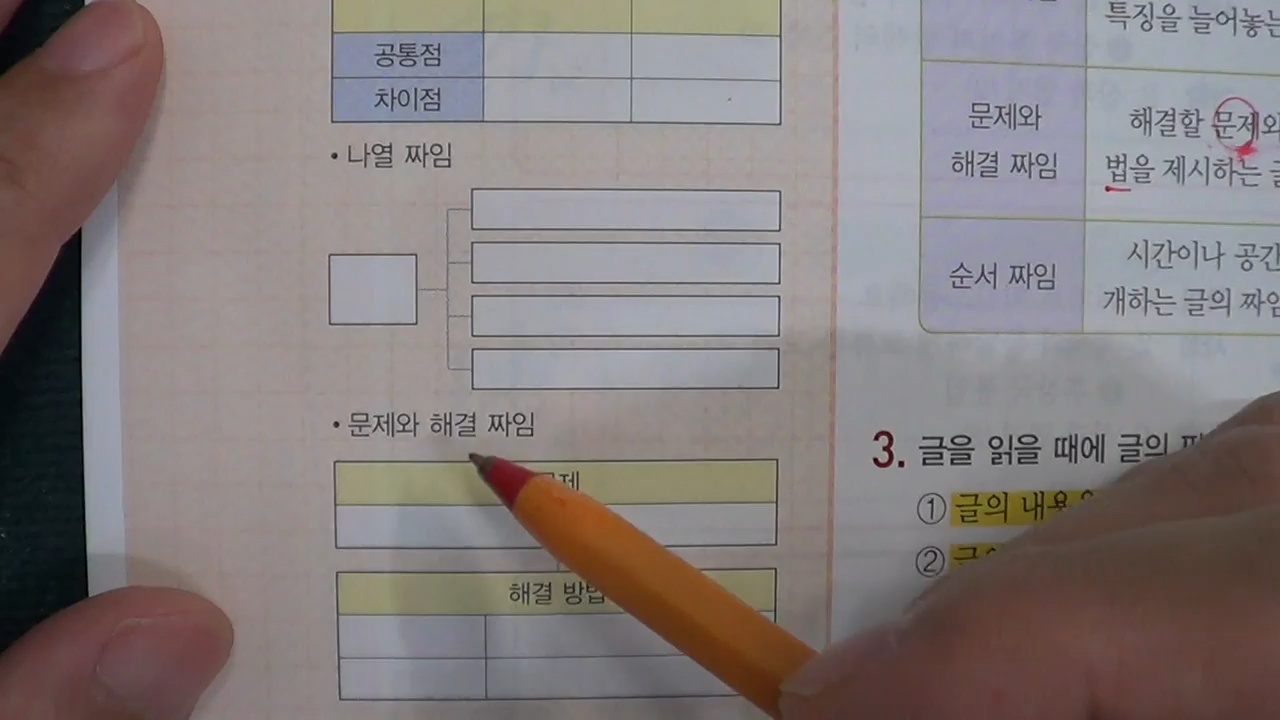 공통점
차이점
• 나열 짜임
• 문제와 해결 짜임
해결 방법
특징을 늘어놓는
문제와
해결 짜임
해결할 문제와
법을 제시하는 글
순서 짜임
시간이나 공간
개하는 글의 짜임
3. 글을 읽을 때에 글의
① 글의 내용
②